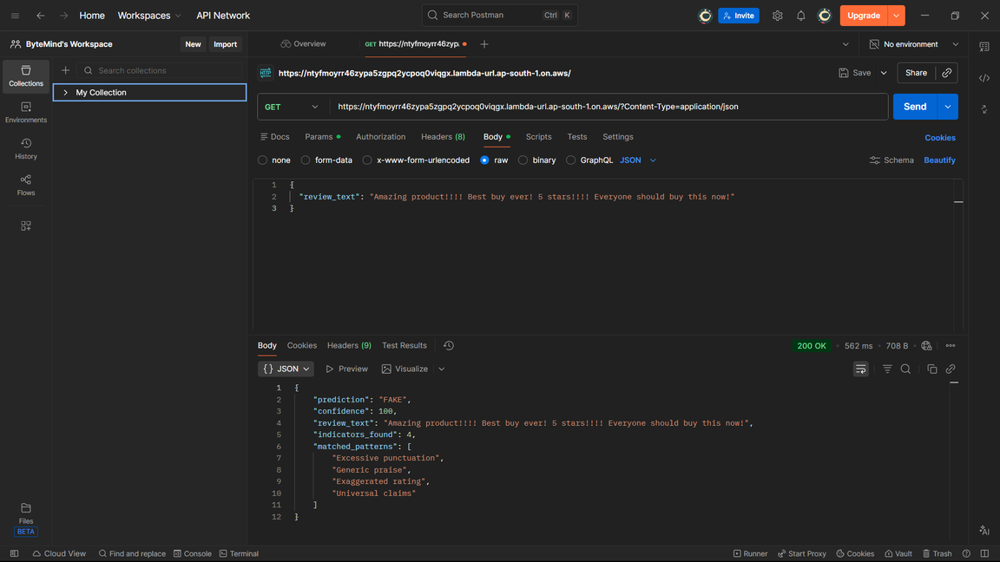 Home Workspaces API Network Search Postman Ctrl K Invite Upgrade
ByteMind's Workspace New Import Overview GET https://ntyfmoyrr46zypa No environment
Collections Search collections
My Collection
Environments
History
Flows
Files
BETA
HTTP https://ntyfmoyrr46zypa5zgpq2ycpoq0viqgx.lambda-url.ap-south-1.on.aws/ Save Share
GET https://ntyfmoyrr46zypa5zgpq2ycpoq0viqgx.lambda-url.ap-south-1.on.aws/?Content-Type=application/json Send
Docs Params Authorization Headers (8) Body Scripts Tests Settings Cookies
none form-data x-www-form-urlencoded raw binary GraphQL JSON Schema Beautify
1 {
2 "review_text": "Amazing product!!!! Best buy ever! 5 stars!!!! Everyone should buy this now!"
3 }
Body Cookies Headers (9) Test Results 200 OK 562 ms 708 B
{} JSON Preview Visualize
1 {
2 "prediction": "FAKE",
3 "confidence": 100,
4 "review_text": "Amazing product!!!! Best buy ever! 5 stars!!!! Everyone should buy this now!",
5 "indicators_found": 4,
6 "matched_patterns": [
7 "Excessive punctuation",
8 "Generic praise",
9 "Exaggerated rating",
10 "Universal claims"
11 ]
12 }
AI
Cloud View Find and replace Console Terminal Runner Start Proxy Cookies Vault Trash